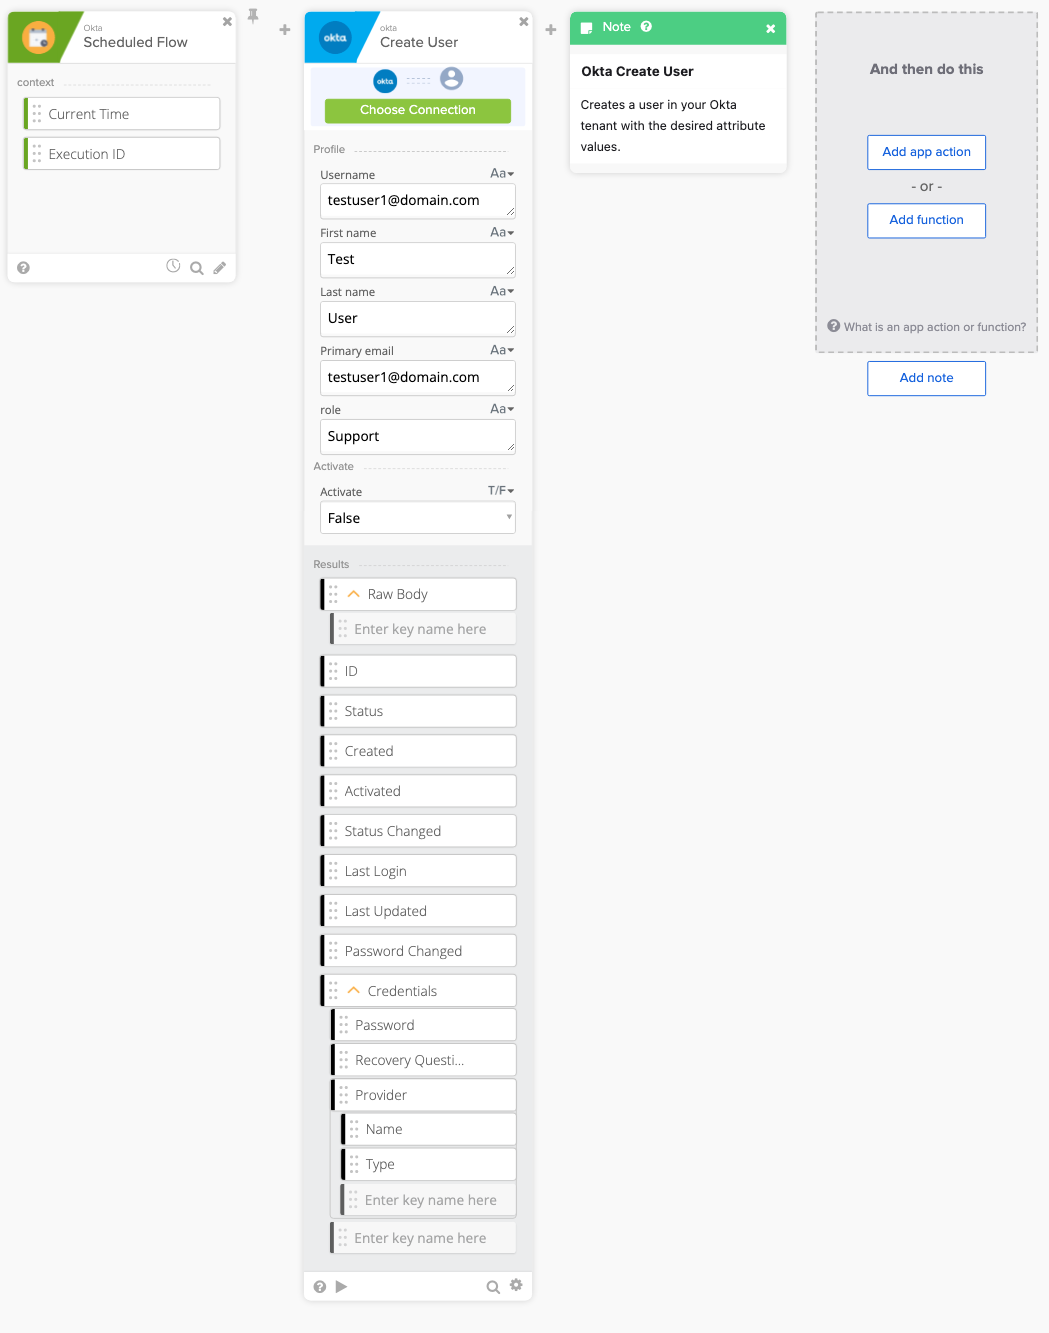 Okta
Scheduled Flow
context
Current Time
Execution ID
okta
okta
Create User
okta
Choose Connection
Profile
Username
Aa
testuser1@domain.com
First name
Aa
Test
Last name
Aa
User
Primary email
Aa
testuser1@domain.com
role
Aa
Support
Activate
Activate
T/F
False
Results
Raw Body
Enter key name here
ID
Status
Created
Activated
Status Changed
Last Login
Last Updated
Password Changed
Credentials
Password
Recovery Questi...
Provider
Name
Type
Enter key name here
Enter key name here
Note
Okta Create User
Creates a user in your Okta
tenant with the desired attribute
values.
And then do this
Add app action
- or -
Add function
What is an app action or function?
Add note